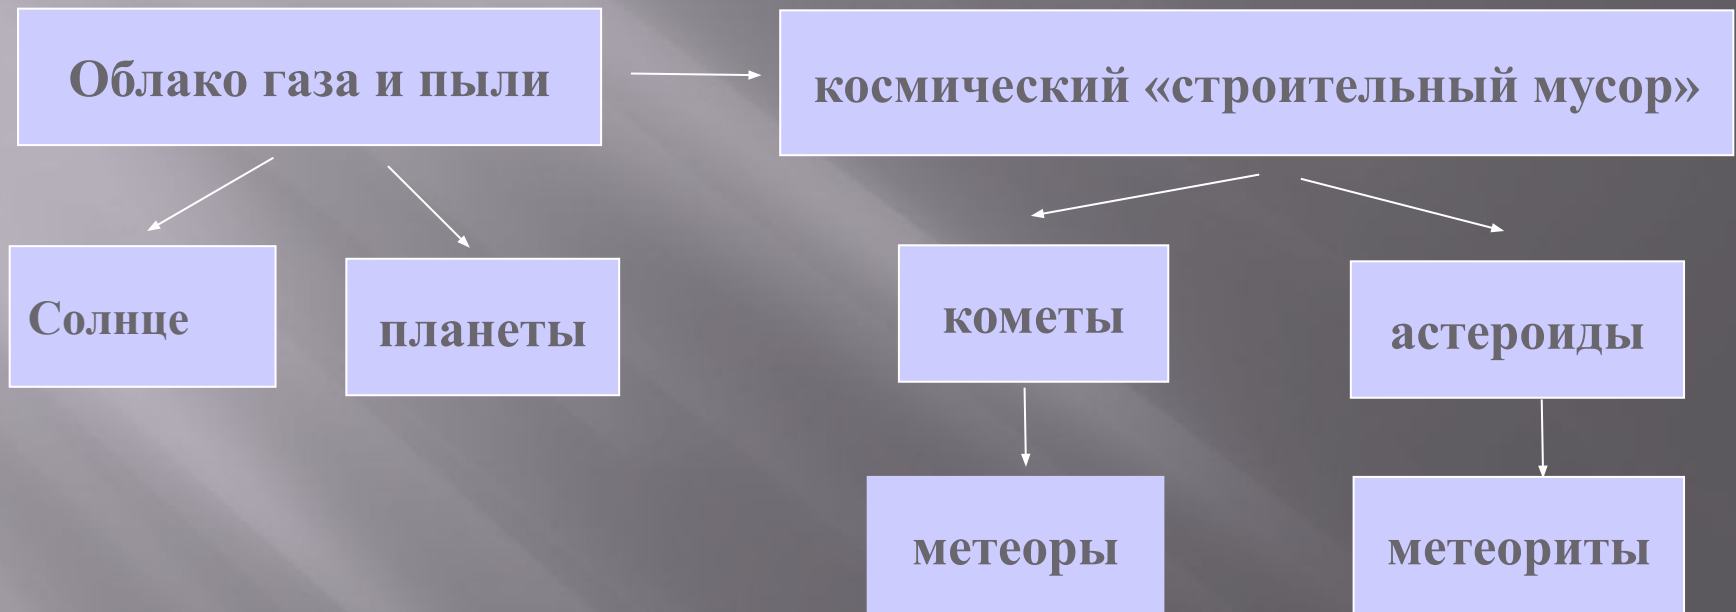 Облако газа и пыли
космический «строительный мусор»
Солнце
планеты
кометы
астероиды
метеоры
метеориты